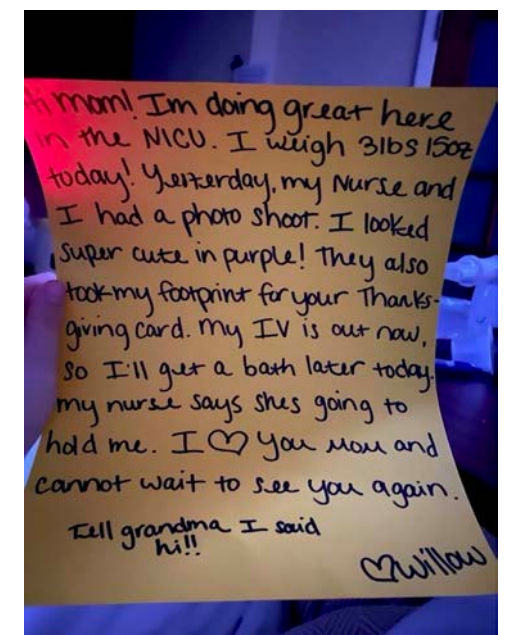 Hi mom! Im doing great here
in the NICU. I weigh 3lbs 15oz
today! Yesterday, my Nurse and
I had a photo shoot. I looked
super cute in purple! They also
took my footprint for your Thanks-
giving card. My IV is out now,
so I'll get a bath later today.
my nurse says shes going to
hold me. I ♡ you Mom and
cannot wait to see you again.
Tell grandma I said
hi!!
♡Willow